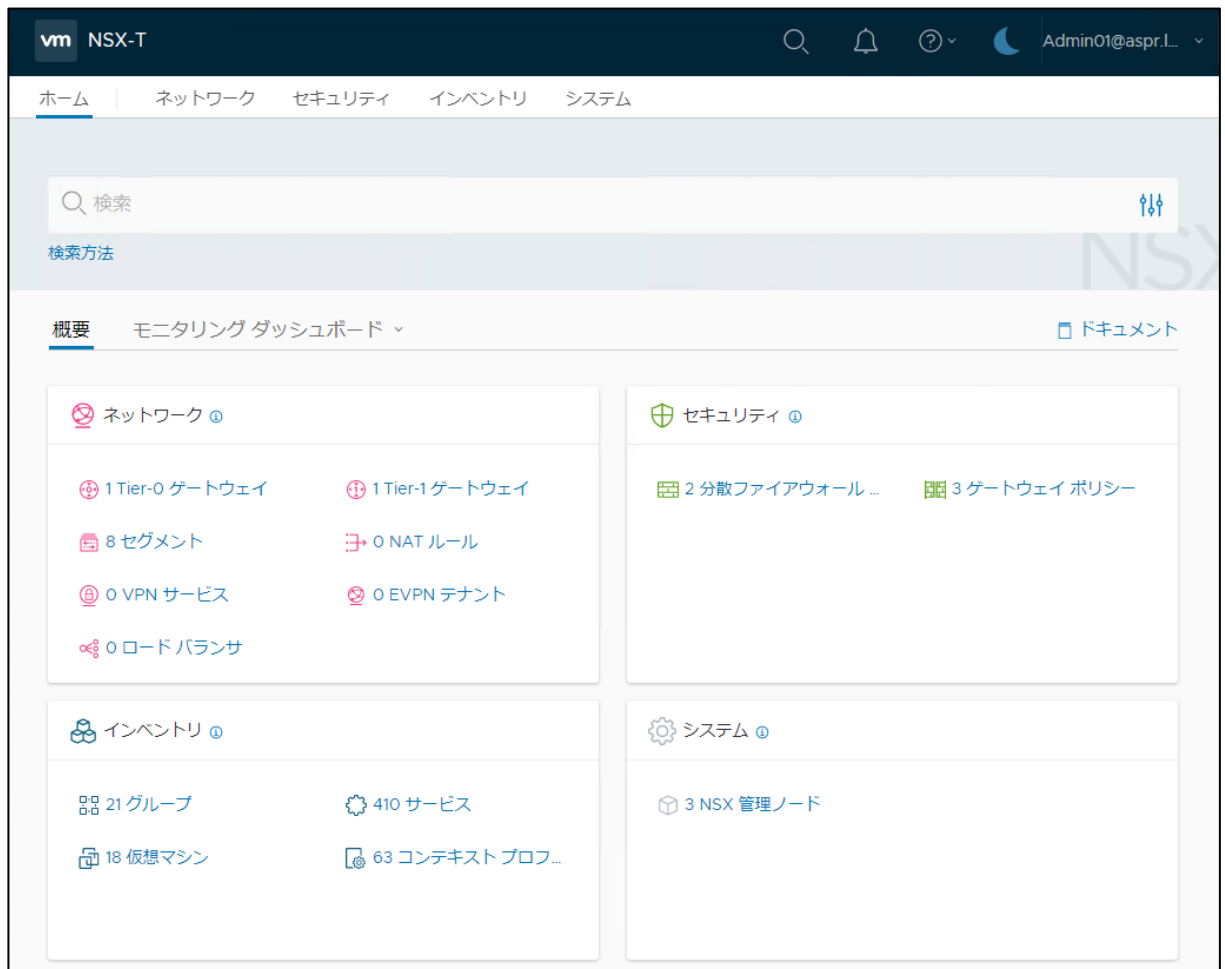 vm NSX-T Admin01@aspr.l...
ホーム ネットワーク セキュリティ インベントリ システム
検索
検索方法
NSX
概要 モニタリング ダッシュボード ドキュメント
ネットワーク
1 Tier-0 ゲートウェイ 1 Tier-1 ゲートウェイ
8 セグメント 0 NAT ルール
0 VPN サービス 0 EVPN テナント
0 ロード バランサ
セキュリティ
2 分散ファイアウォール ... 3 ゲートウェイ ポリシー
インベントリ
21 グループ 410 サービス
18 仮想マシン 63 コンテキスト プロフ...
システム
3 NSX 管理ノード